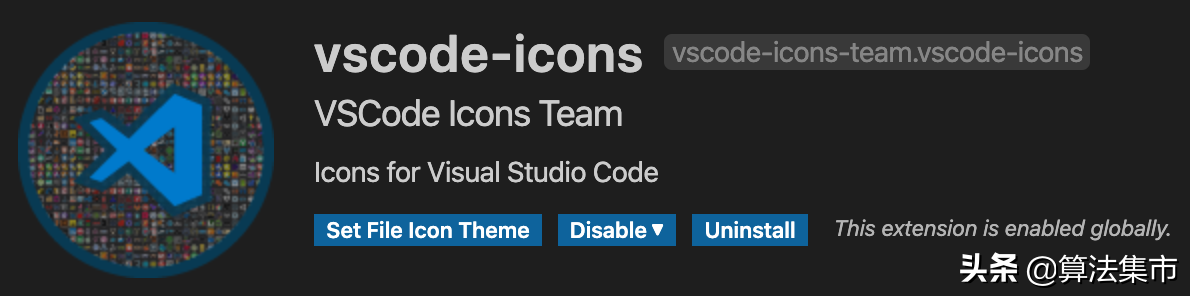 vscode-icons vscode-icons-team.vscode-icons
VSCode Icons Team
Icons for Visual Studio Code
Set File Icon Theme Disable▼ Uninstall This extension is enabled globally.
头条 @算法集市